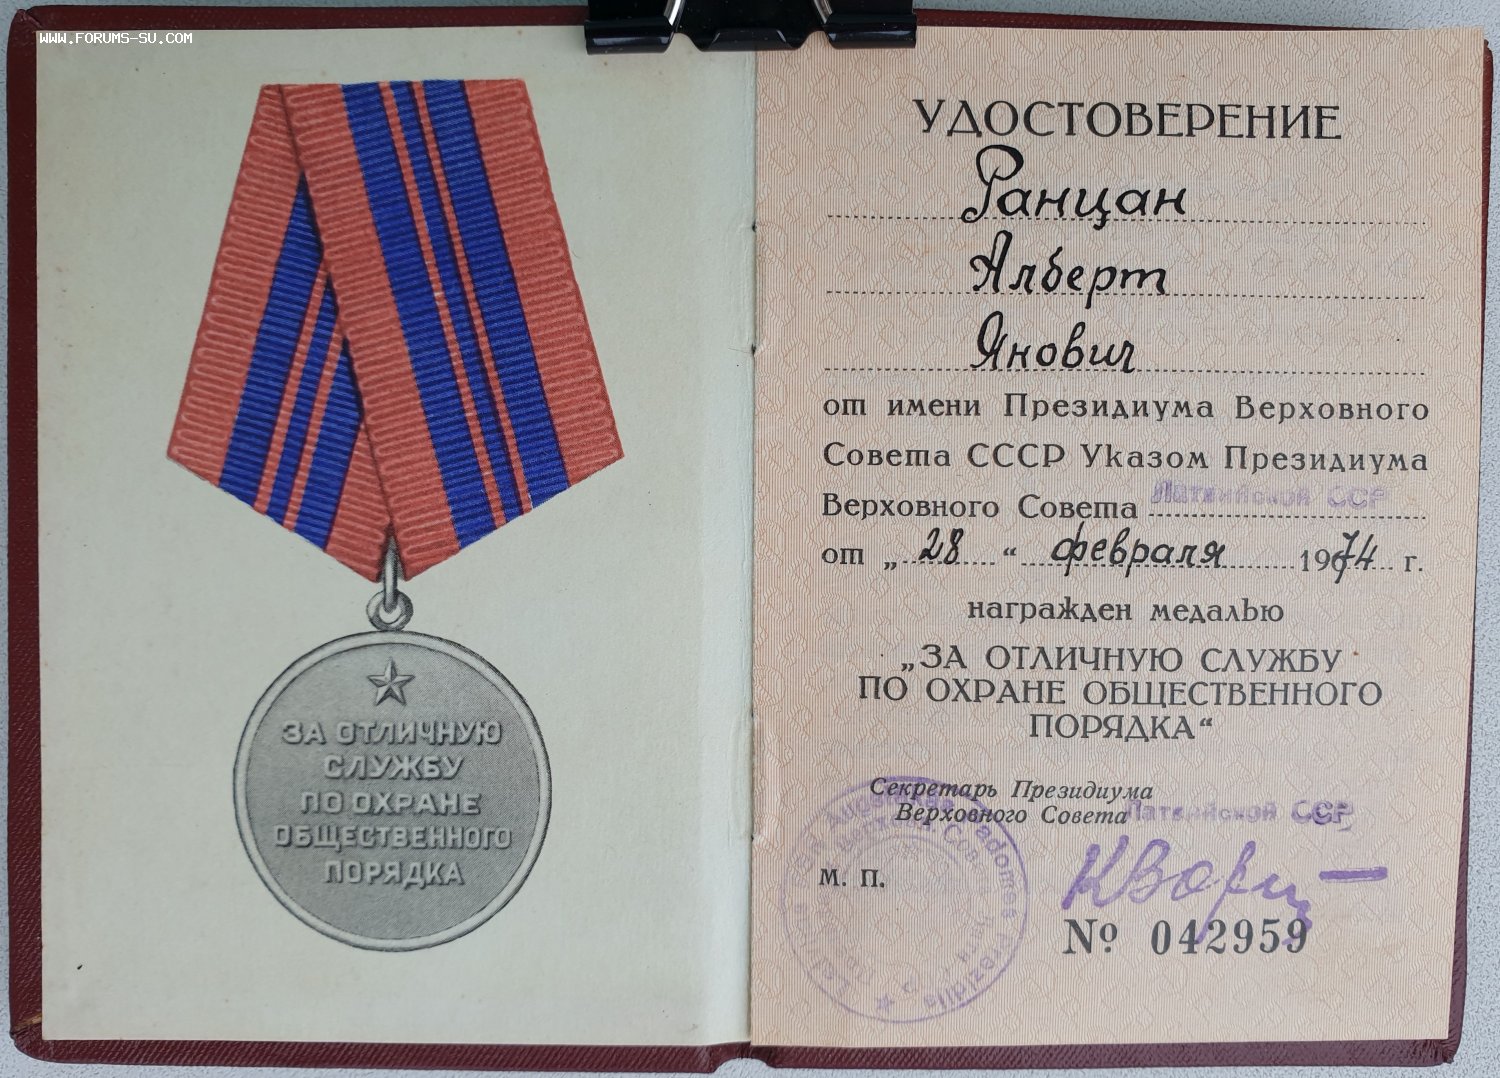 WWW.FORUMS-SU.COM
ЗА ОТЛИЧНУЮ
СЛУЖБУ
ПО ОХРАНЕ
ОБЩЕСТВЕННОГО
ПОРЯДКА
УДОСТОВЕРЕНИЕ
Ранцан
Алберт
Янович
от имени Президиума Верховного
Совета СССР Указом Президиума
Верховного Совета Латвийской ССР
от „28“ февраля 1974 г.
награжден медалью
„ЗА ОТЛИЧНУЮ СЛУЖБУ
ПО ОХРАНЕ ОБЩЕСТВЕННОГО
ПОРЯДКА“
Секретарь Президиума
Верховного Совета Латвийской ССР
М. П.
№ 042959